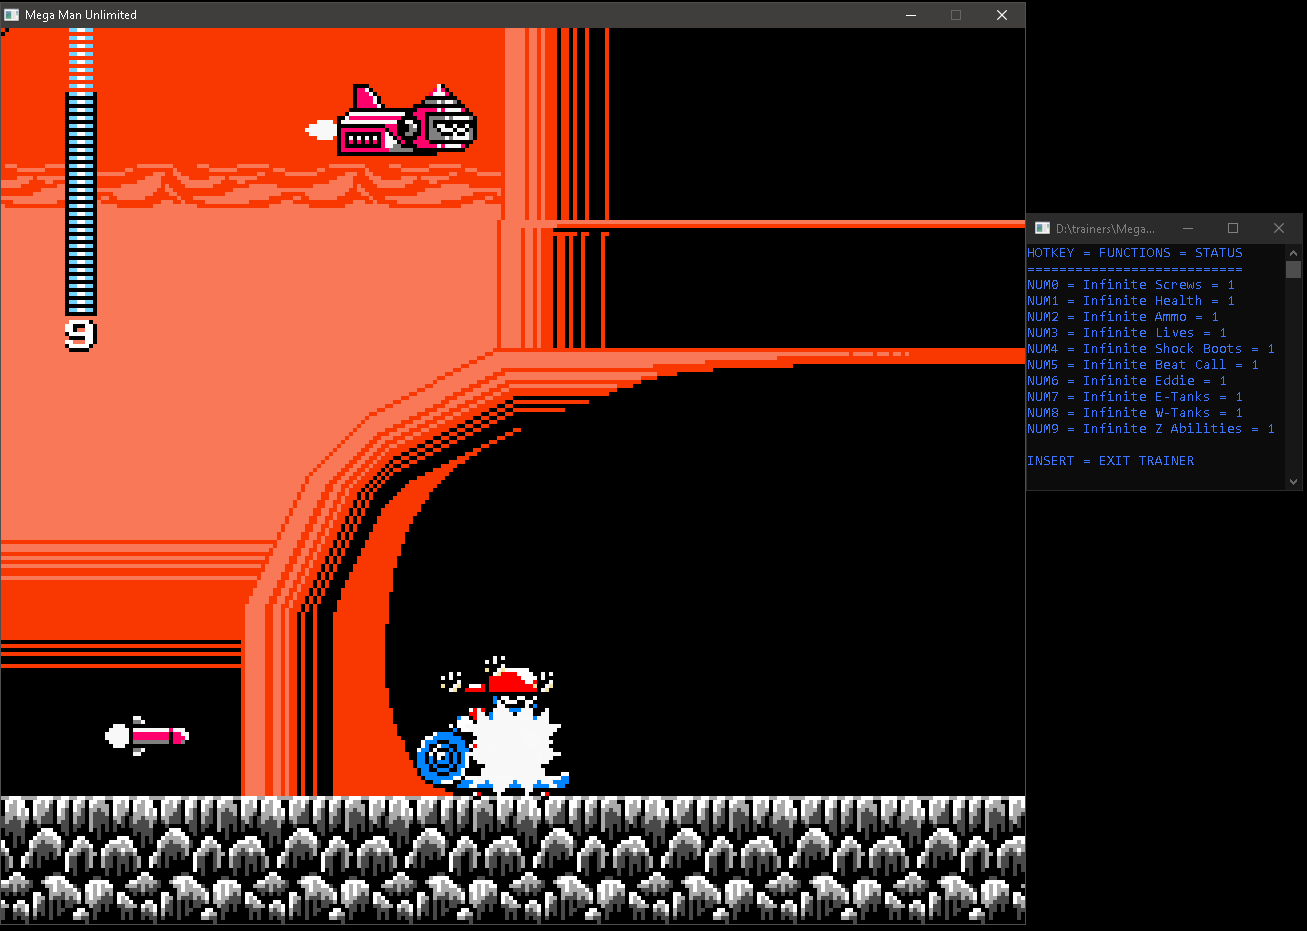 Mega Man Unlimited
9
D:\trainers\Mega...
HOTKEY = FUNCTIONS = STATUS
===========================
NUM0 = Infinite Screws = 1
NUM1 = Infinite Health = 1
NUM2 = Infinite Ammo = 1
NUM3 = Infinite Lives = 1
NUM4 = Infinite Shock Boots = 1
NUM5 = Infinite Beat Call = 1
NUM6 = Infinite Eddie = 1
NUM7 = Infinite E-Tanks = 1
NUM8 = Infinite W-Tanks = 1
NUM9 = Infinite Z Abilities = 1
INSERT = EXIT TRAINER